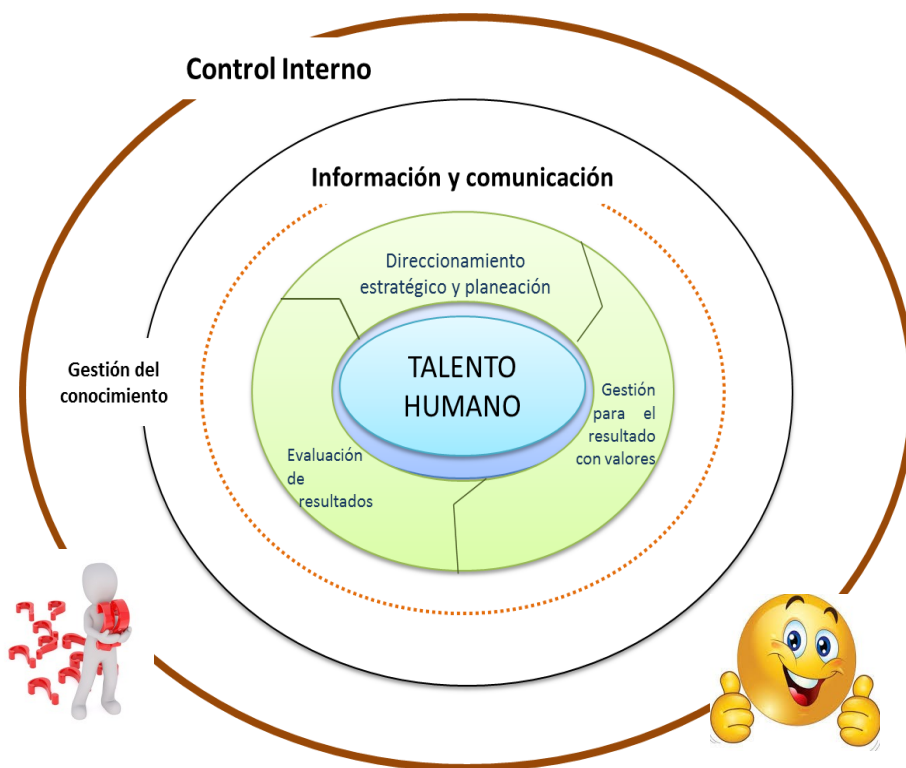 Control Interno
Información y comunicación
Direccionamiento
estratégico y planeación
TALENTO
HUMANO
Gestión del
conocimiento
Gestión
para el
resultado
con valores
Evaluación
de
resultados